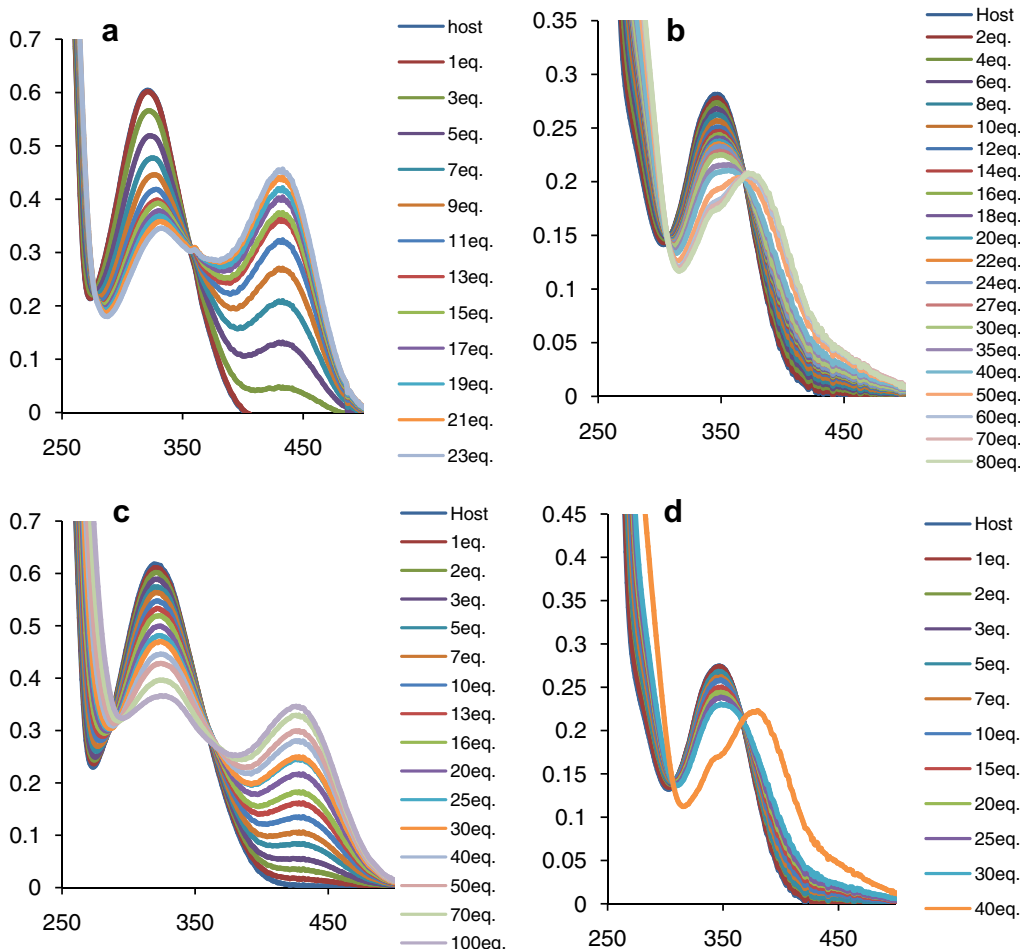 a
0.7
0.6
0.5
0.4
0.3
0.2
0.1
0
250
350
450
host
1eq.
3eq.
5eq.
7eq.
9eq.
11eq.
13eq.
15eq.
17eq.
19eq.
21eq.
23eq.
b
0.35
0.3
0.25
0.2
0.15
0.1
0.05
0
250
350
450
Host
2eq.
4eq.
6eq.
8eq.
10eq.
12eq.
14eq.
16eq.
18eq.
20eq.
22eq.
24eq.
27eq.
30eq.
35eq.
40eq.
50eq.
60eq.
70eq.
80eq.
c
0.7
0.6
0.5
0.4
0.3
0.2
0.1
0
250
350
450
Host
1eq.
2eq.
3eq.
5eq.
7eq.
10eq.
13eq.
16eq.
20eq.
25eq.
30eq.
40eq.
50eq.
70eq.
100eq.
d
0.45
0.4
0.35
0.3
0.25
0.2
0.15
0.1
0.05
0
250
350
450
Host
1eq.
2eq.
3eq.
5eq.
7eq.
10eq.
15eq.
20eq.
25eq.
30eq.
40eq.